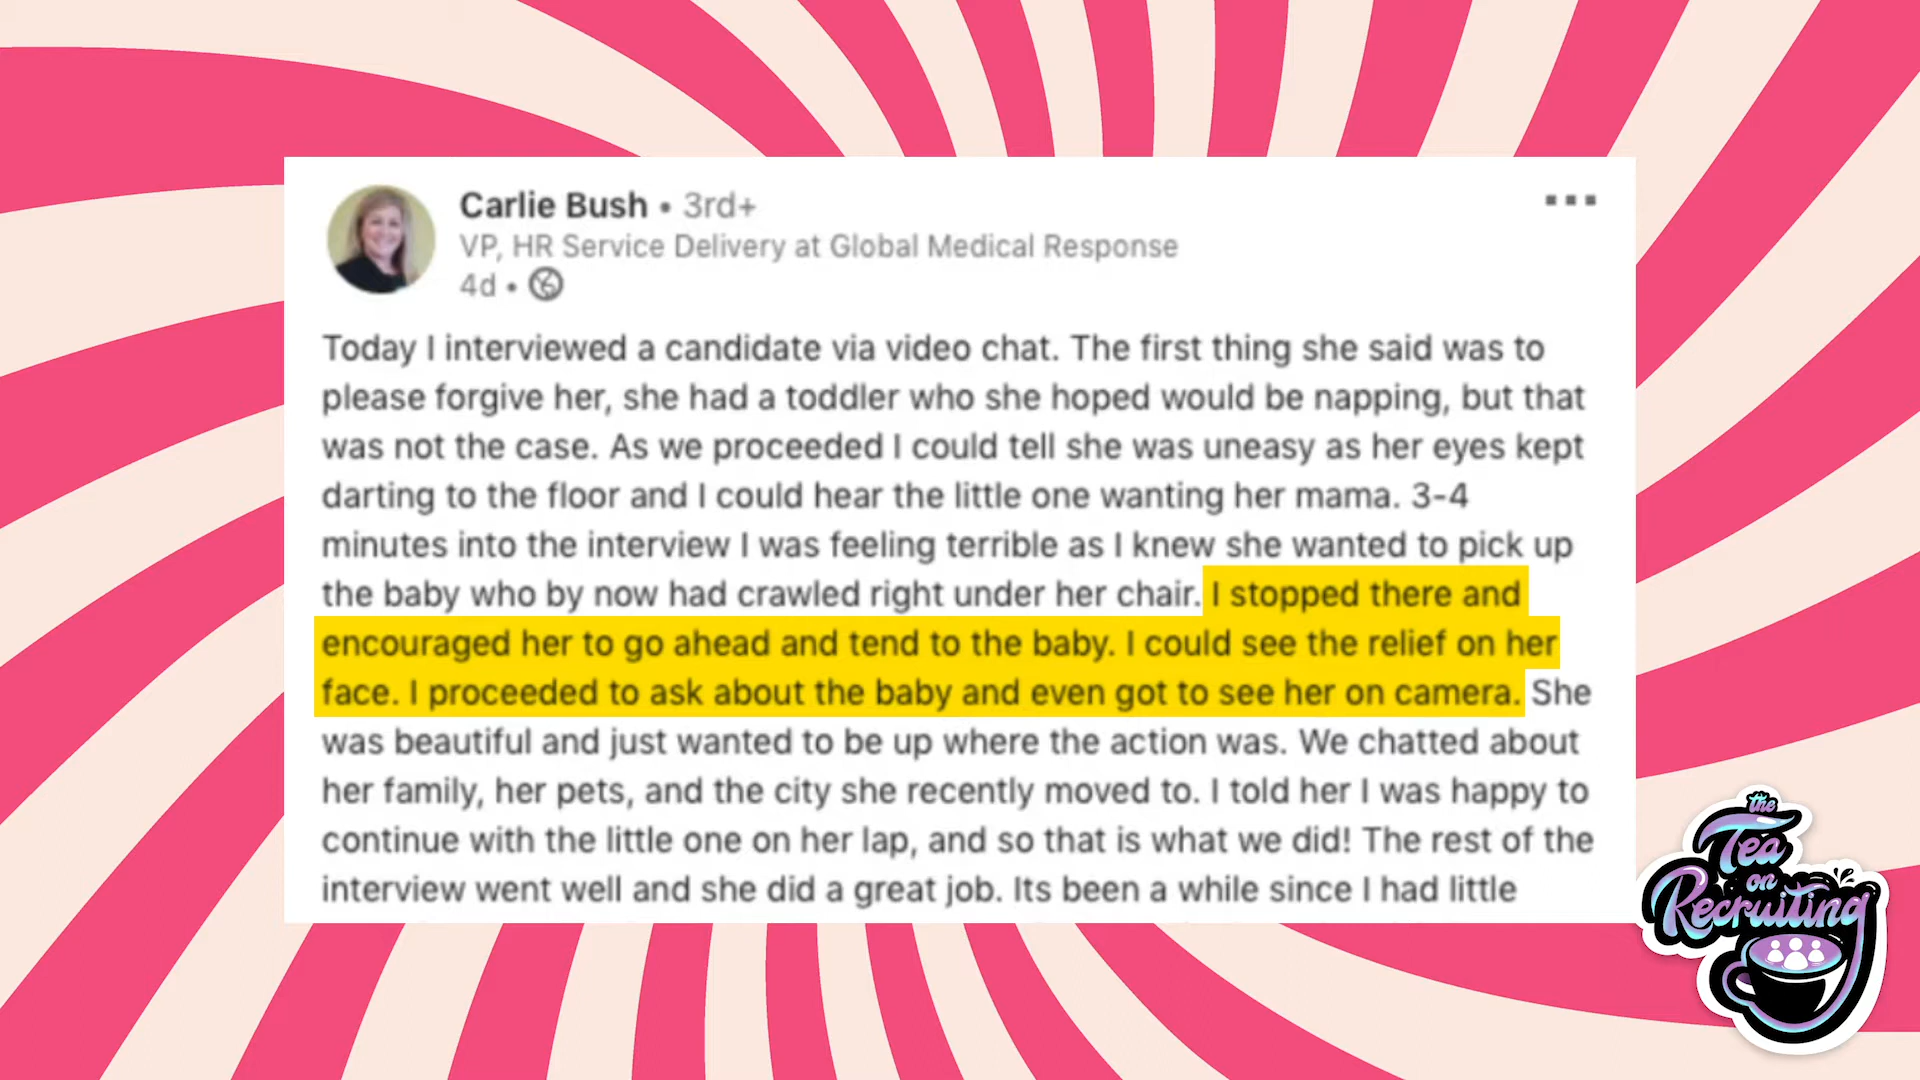 Carlie Bush • 3rd+
VP, HR Service Delivery at Global Medical Response
4d •
Today I interviewed a candidate via video chat. The first thing she said was to
please forgive her, she had a toddler who she hoped would be napping, but that
was not the case. As we proceeded I could tell she was uneasy as her eyes kept
darting to the floor and I could hear the little one wanting her mama. 3-4
minutes into the interview I was feeling terrible as I knew she wanted to pick up
the baby who by now had crawled right under her chair. I stopped there and
encouraged her to go ahead and tend to the baby. I could see the relief on her
face. I proceeded to ask about the baby and even got to see her on camera. She
was beautiful and just wanted to be up where the action was. We chatted about
her family, her pets, and the city she recently moved to. I told her I was happy to
continue with the little one on her lap, and so that is what we did! The rest of the
interview went well and she did a great job. Its been a while since I had little
the
Tea
on
Recruiting